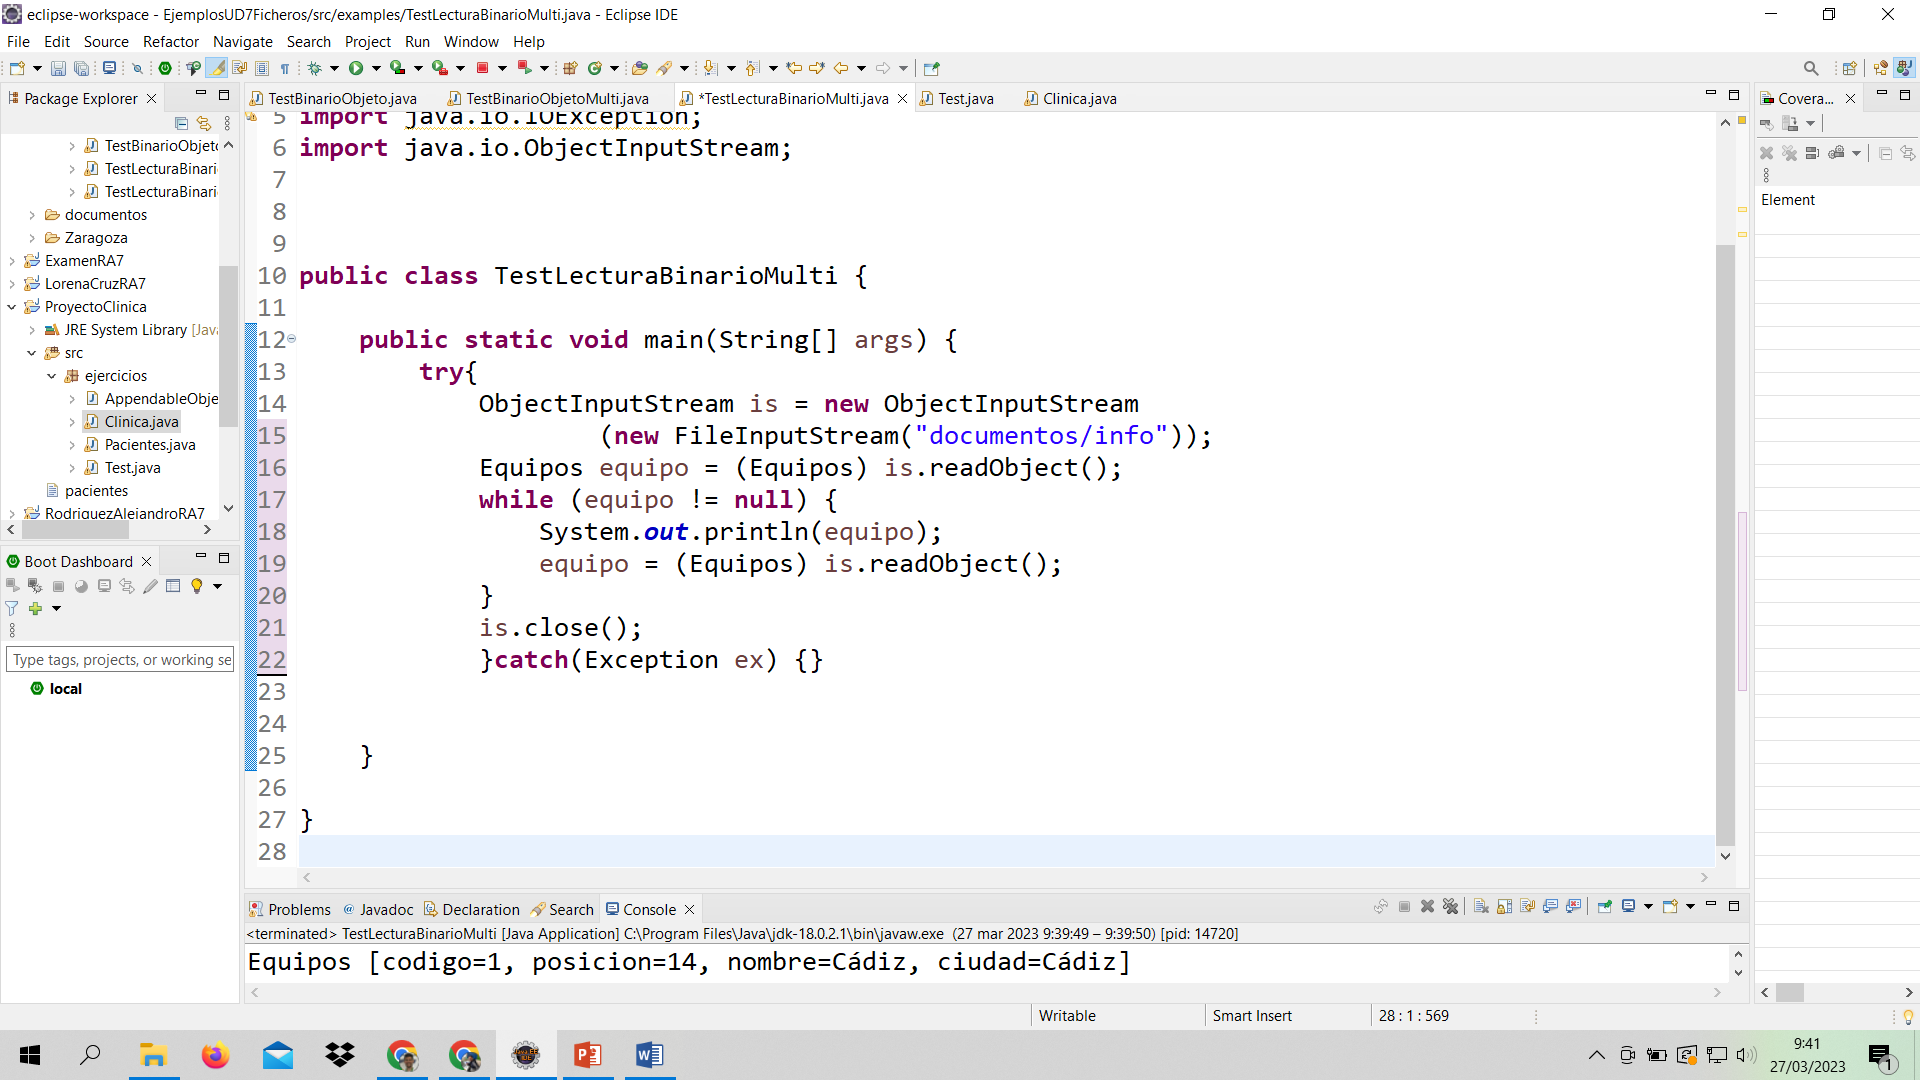 eclipse-workspace - EjemplosUD7Ficheros/src/examples/TestLecturaBinarioMulti.java - Eclipse IDE
File Edit Source Refactor Navigate Search Project Run Window Help
Package Explorer
TestBinarioObjeto
TestLecturaBinari
TestLecturaBinari
documentos
Zaragoza
ExamenRA7
LorenaCruzRA7
ProyectoClinica
JRE System Library [Java
src
ejercicios
AppendableObje
Clinica.java
Pacientes.java
Test.java
pacientes
RodriguezAlejandroRA7
Boot Dashboard
Type tags, projects, or working se
local
TestBinarioObjeto.java TestBinarioObjetoMulti.java *TestLecturaBinarioMulti.java Test.java Clinica.java
5 import java.io.IOException;
6 import java.io.ObjectInputStream;
7
8
9
10 public class TestLecturaBinarioMulti {
11
12 public static void main(String[] args) {
13 try{
14 ObjectInputStream is = new ObjectInputStream
15 (new FileInputStream("documentos/info"));
16 Equipos equipo = (Equipos) is.readObject();
17 while (equipo != null) {
18 System.out.println(equipo);
19 equipo = (Equipos) is.readObject();
20 }
21 is.close();
22 }catch(Exception ex) {}
23
24
25 }
26
27 }
28
Problems Javadoc Declaration Search Console
<terminated> TestLecturaBinarioMulti [Java Application] C:\Program Files\Java\jdk-18.0.2.1\bin\javaw.exe (27 mar 2023 9:39:49 – 9:39:50) [pid: 14720]
Equipos [codigo=1, posicion=14, nombre=Cádiz, ciudad=Cádiz]
Covera...
Element
Writable Smart Insert 28 : 1 : 569
9:41
27/03/2023
1